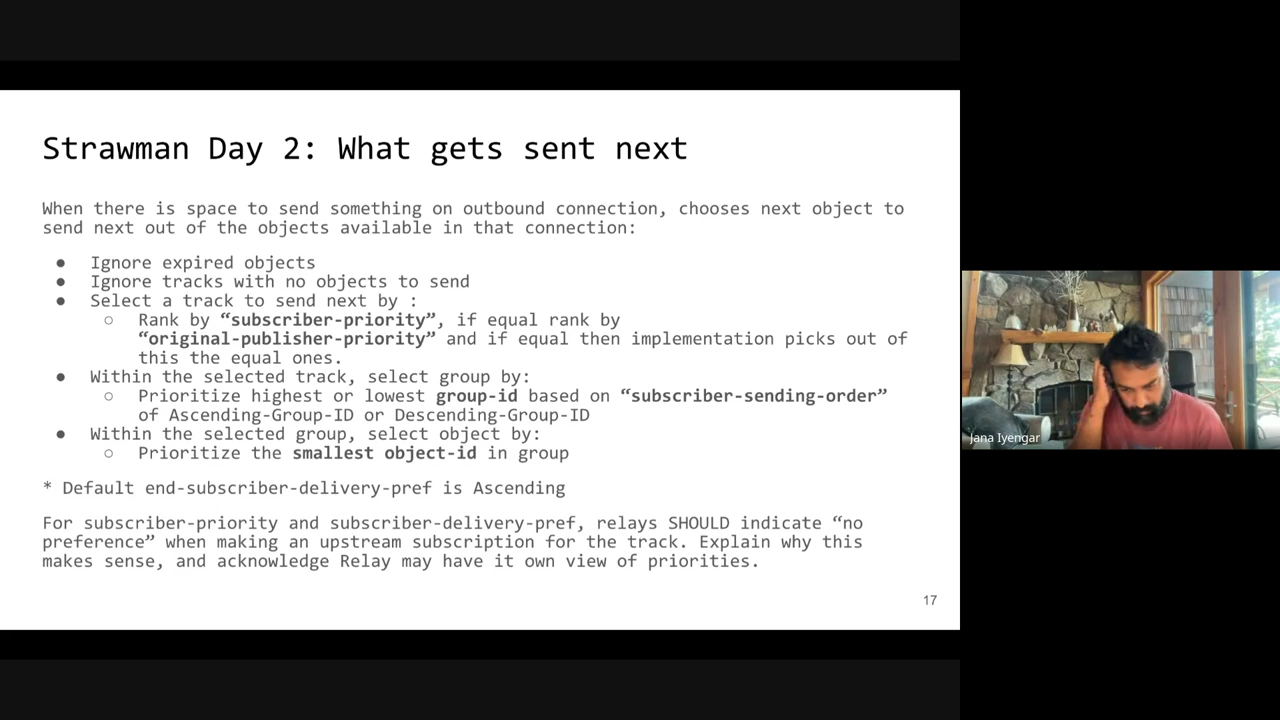 Strawman Day 2: What gets sent next
When there is space to send something on outbound connection, chooses next object to
send next out of the objects available in that connection:
● Ignore expired objects
● Ignore tracks with no objects to send
● Select a track to send next by :
○ Rank by “subscriber-priority”, if equal rank by
“original-publisher-priority” and if equal then implementation picks out of
this the equal ones.
● Within the selected track, select group by:
○ Prioritize highest or lowest group-id based on “subscriber-sending-order”
of Ascending-Group-ID or Descending-Group-ID
● Within the selected group, select object by:
○ Prioritize the smallest object-id in group
* Default end-subscriber-delivery-pref is Ascending
For subscriber-priority and subscriber-delivery-pref, relays SHOULD indicate “no
preference” when making an upstream subscription for the track. Explain why this
makes sense, and acknowledge Relay may have it own view of priorities.
17
Jana Iyengar